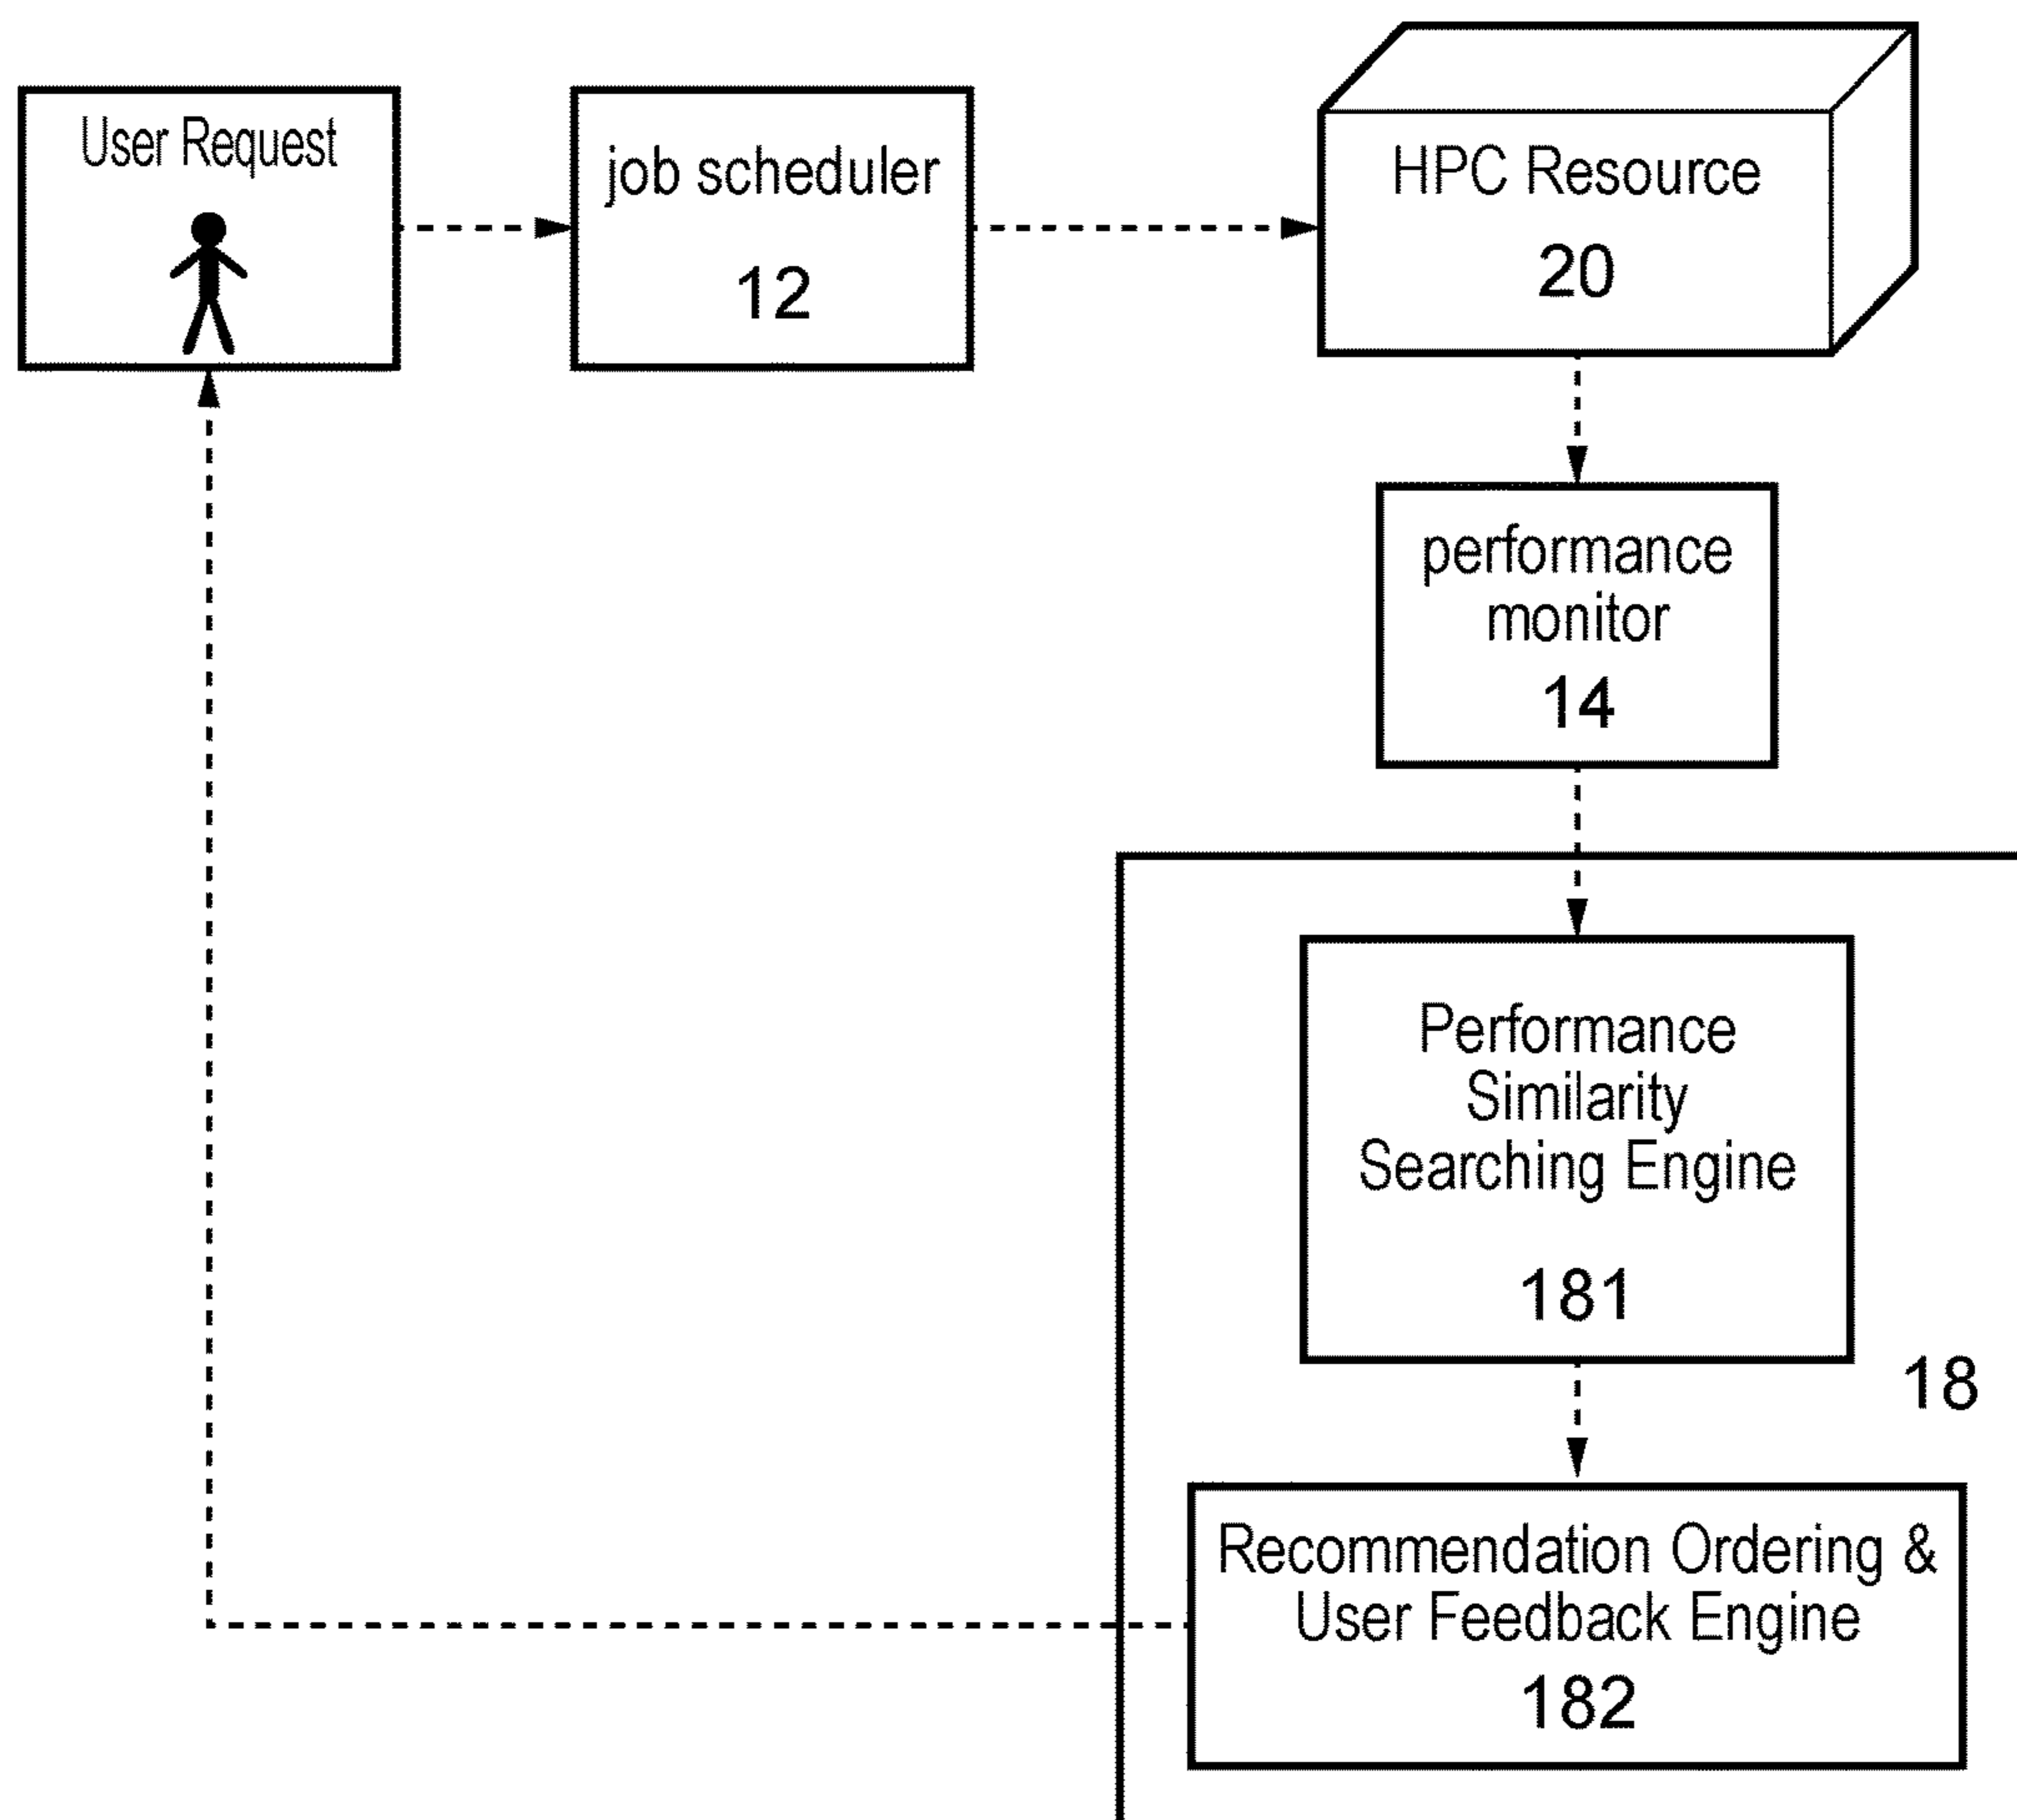 User Request
job scheduler
12
HPC Resource
20
performance
monitor
14
Performance
Similarity
Searching Engine
181
18
Recommendation Ordering &
User Feedback Engine
182